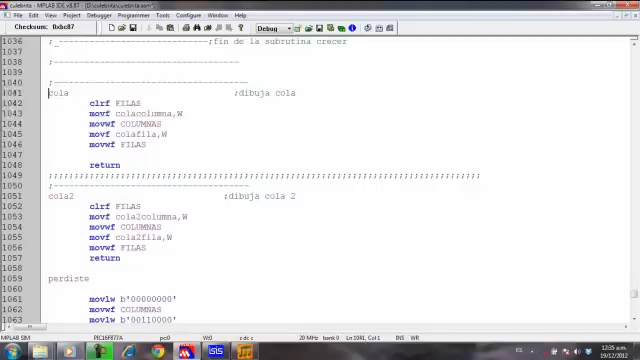 culebrita - MPLAB IDE v8.87 - [D:\culebrita\culebrita.asm*]
File Edit View Project Debugger Programmer Tools Configure Window Help
Checksum: 0xbc87
Debug
1036 ;_----------------------------;fin de la subrutina crecer
1037
1038 ;-----------------------------------
1039
1040 ;-------------------------------------
1041 cola ;dibuja cola
1042 clrf FILAS
1043 movf colacolumna,W
1044 movwf COLUMNAS
1045 movf colafila,W
1046 movwf FILAS
1048 return
1049 ;;;;;;;;;;;;;;;;;;;;;;;;;;;;;;;;;;;;;;;;;;;;;;;;;;;;;;;;;;;;;;;;;;;;;;;;;;;;;;;;;;;
1050 ;-------------------------------------
1051 cola2 ;dibuja cola 2
1052 clrf FILAS
1053 movf cola2columna,W
1054 movwf COLUMNAS
1055 movf cola2fila,W
1056 movwf FILAS
1057 return
1059 perdiste
1061 movlw b'00000000'
1062 movwf COLUMNAS
1063 movlw b'00110000'
MPLAB SIM PIC16F877A pc:0 W:0 z dc c 20 MHz bank 0 Ln 1041, Col 1 INS WR
ES 12:35 a.m.
19/12/2012